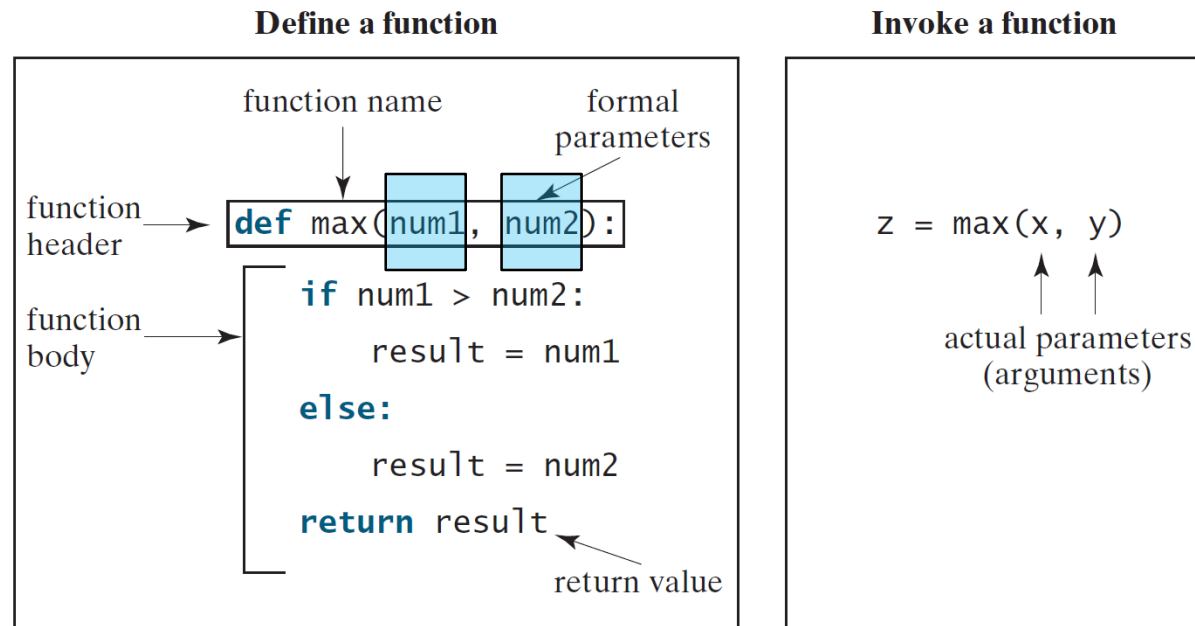 Define a function
function name
formal
parameters
function
header
def max(num1, num2):
function
body
if num1 > num2:
result = num1
else:
result = num2
return result
return value
Invoke a function
z = max(x, y)
actual parameters
(arguments)